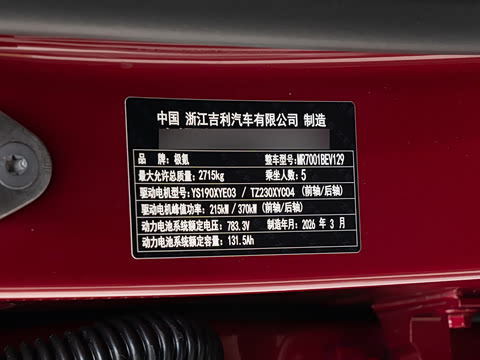 中国 浙江吉利汽车有限公司 制造
品 牌: 极氪 整车型号: MR7001BEV129
最大允许总质量: 2715kg 乘坐人数: 5
驱动电机型号: YS190XYE03 / TZ230XYC04 (前轴/后轴)
驱动电机峰值功率: 215kW / 370kW (前轴/后轴)
动力电池系统额定电压: 783.3V 制造年月: 2026 年 3 月
动力电池系统额定容量: 131.5Ah